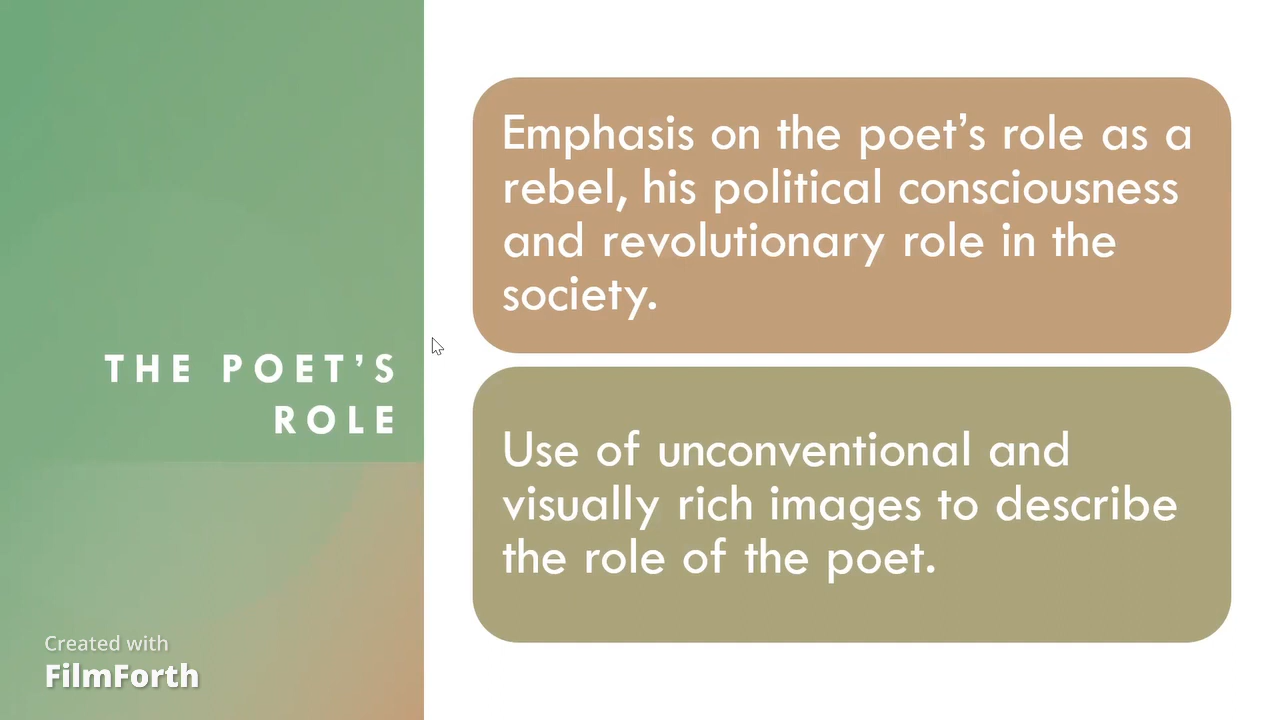 THE POET’S
ROLE
Emphasis on the poet’s role as a
rebel, his political consciousness
and revolutionary role in the
society.
Use of unconventional and
visually rich images to describe
the role of the poet.
Created with
FilmForth